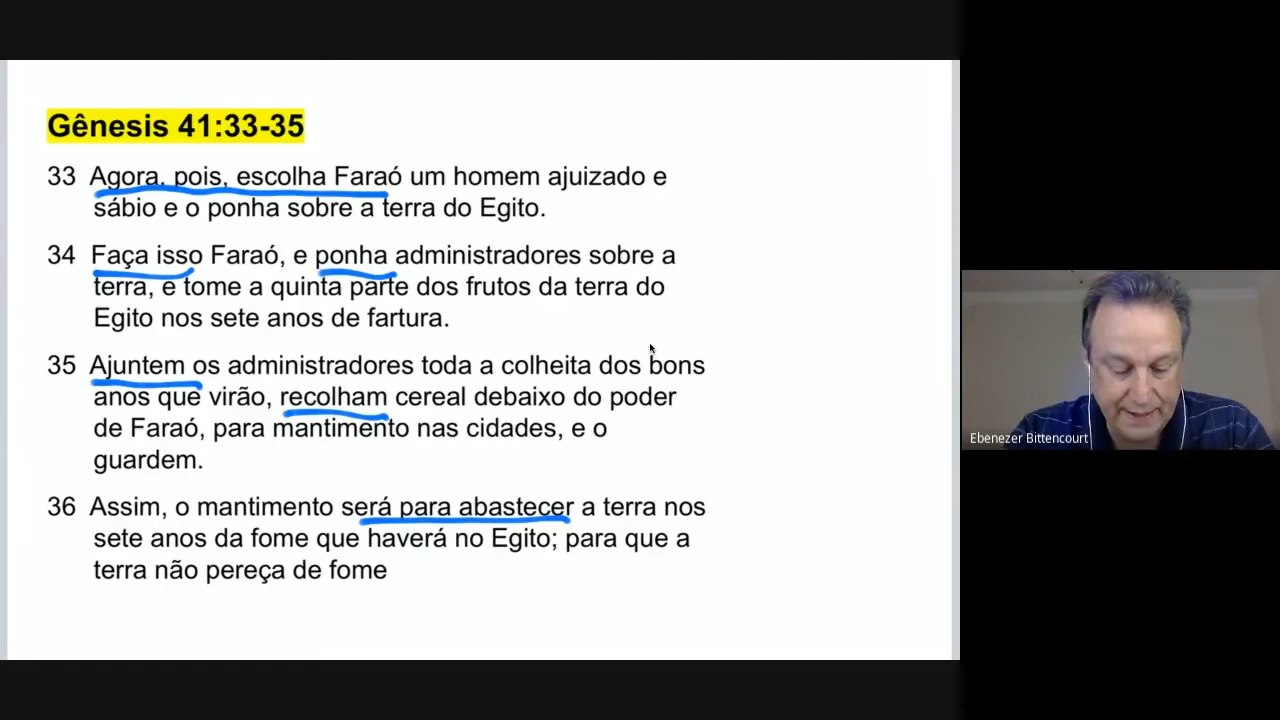 Gênesis 41:33-35
33 Agora, pois, escolha Faraó um homem ajuizado e
sábio e o ponha sobre a terra do Egito.
34 Faça isso Faraó, e ponha administradores sobre a
terra, e tome a quinta parte dos frutos da terra do
Egito nos sete anos de fartura.
35 Ajuntem os administradores toda a colheita dos bons
anos que virão, recolham cereal debaixo do poder
de Faraó, para mantimento nas cidades, e o
guardem.
36 Assim, o mantimento será para abastecer a terra nos
sete anos da fome que haverá no Egito; para que a
terra não pereça de fome
Ebenezer Bittencourt